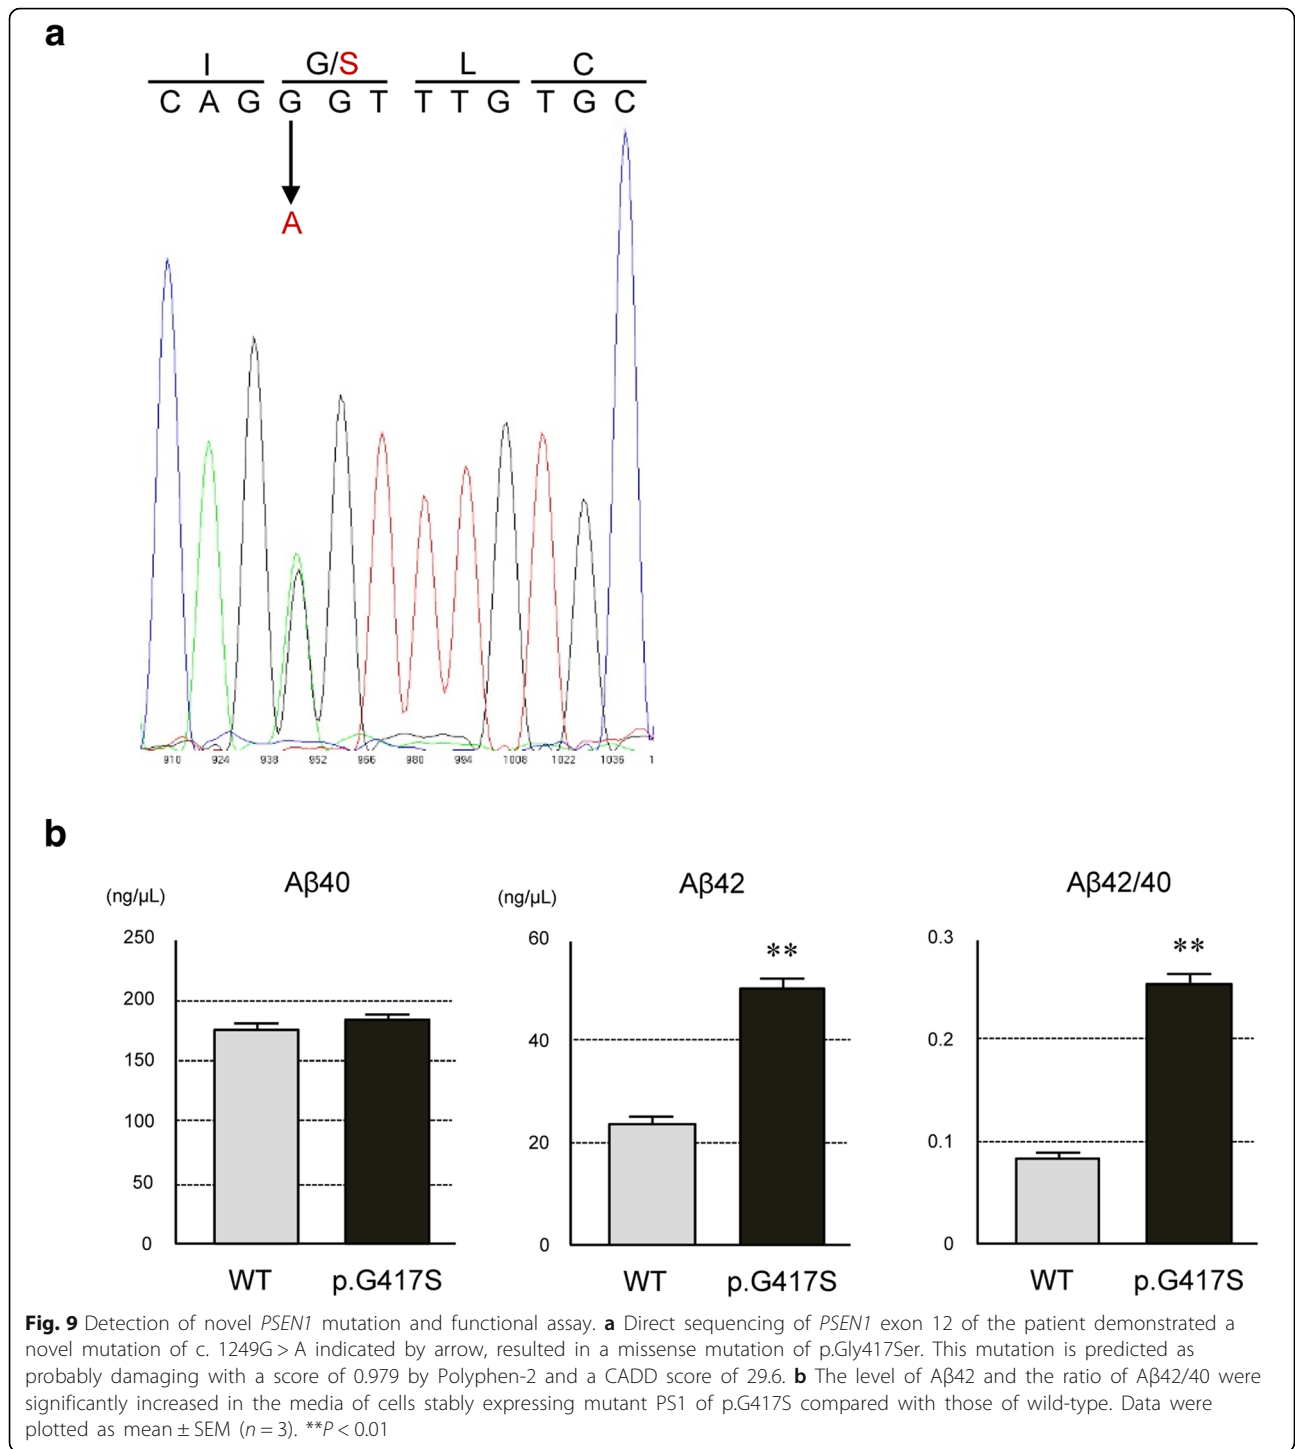 a
I G/S L C
C A G G G T T T G T G C
A
910 924 938 952 966 980 994 1008 1022 1036 1
b
Aβ40 Aβ42 Aβ42/40
(ng/µL) (ng/µL)
250 60 0.3
** **
200
40 0.2
150
100
20 0.1
50
0 0 0
WT p.G417S WT p.G417S WT p.G417S
Fig. 9 Detection of novel PSEN1 mutation and functional assay. a Direct sequencing of PSEN1 exon 12 of the patient demonstrated a
novel mutation of c. 1249G > A indicated by arrow, resulted in a missense mutation of p.Gly417Ser. This mutation is predicted as
probably damaging with a score of 0.979 by Polyphen-2 and a CADD score of 29.6. b The level of Aβ42 and the ratio of Aβ42/40 were
significantly increased in the media of cells stably expressing mutant PS1 of p.G417S compared with those of wild-type. Data were
plotted as mean ± SEM (n = 3). **P < 0.01